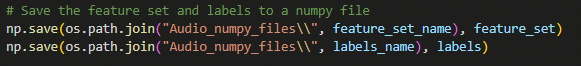 # Save the feature set and labels to a numpy file
np.save(os.path.join("Audio_numpy_files\\", feature_set_name), feature_set)
np.save(os.path.join("Audio_numpy_files\\", labels_name), labels)